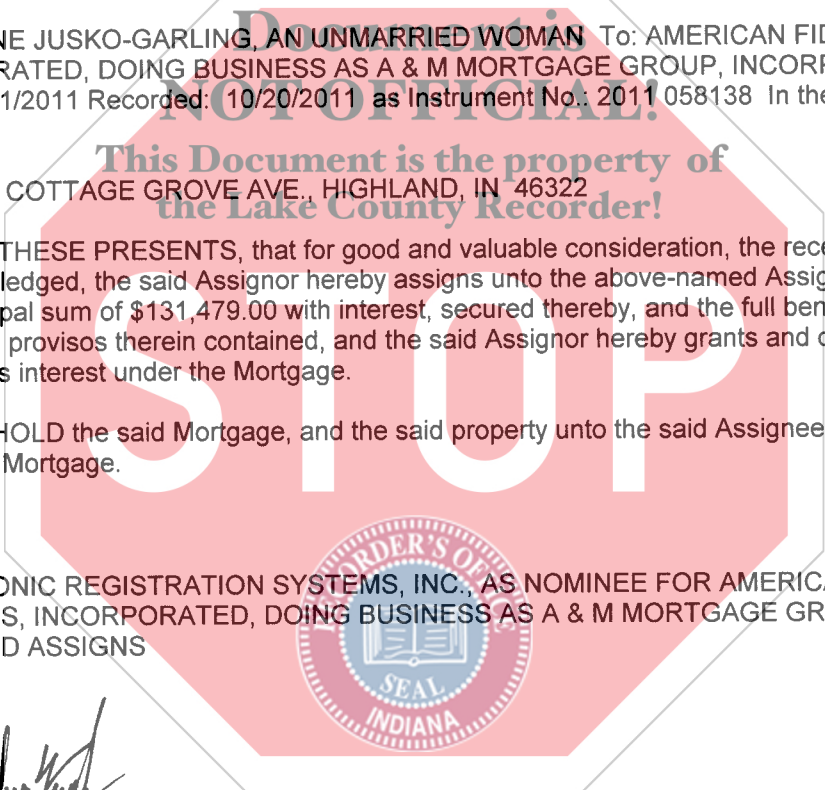 Document is
NE JUSKO-GARLING, AN UNMARRIED WOMAN To: AMERICAN FID
RATED, DOING BUSINESS AS A & M MORTGAGE GROUP, INCORP
1/2011 Recorded: 10/20/2011 as Instrument No.: 2011 058138 In the
NOT OFFICIAL!
This Document is the property of
COTTAGE GROVE AVE., HIGHLAND, IN 46322
the Lake County Recorder!
THESE PRESENTS, that for good and valuable consideration, the rece
ledged, the said Assignor hereby assigns unto the above-named Assig
pal sum of $131,479.00 with interest, secured thereby, and the full ben
provisos therein contained, and the said Assignor hereby grants and c
s interest under the Mortgage.
STOP
HOLD the said Mortgage, and the said property unto the said Assignee
Mortgage.
RECORDER'S OFFICE
ONIC REGISTRATION SYSTEMS, INC., AS NOMINEE FOR AMERICA
S, INCORPORATED, DOING BUSINESS AS A & M MORTGAGE GR
D ASSIGNS
SEAL
INDIANA